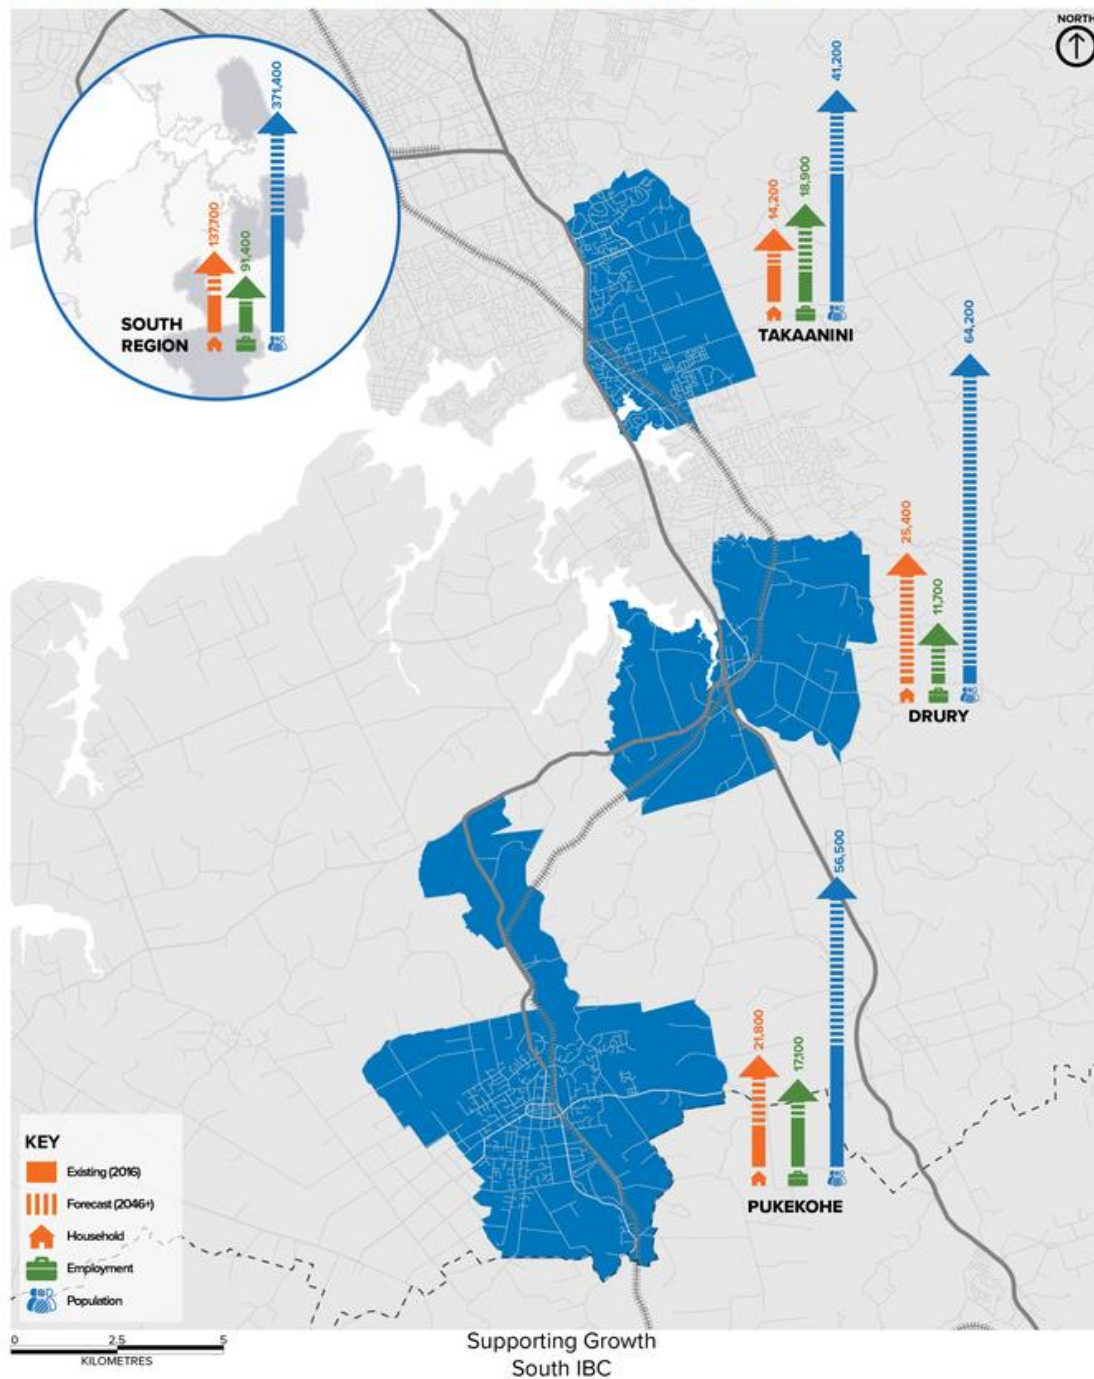 NORTH
371,400
137,700
91,400
SOUTH
REGION
41,200
18,900
14,200
TAKAANINI
64,200
25,400
11,700
DRURY
56,500
21,800
17,100
PUKEKOHE
KEY
Existing (2016)
Forecast (2046+)
Household
Employment
Population
0 2.5 5
KILOMETRES
Supporting Growth
South IBC